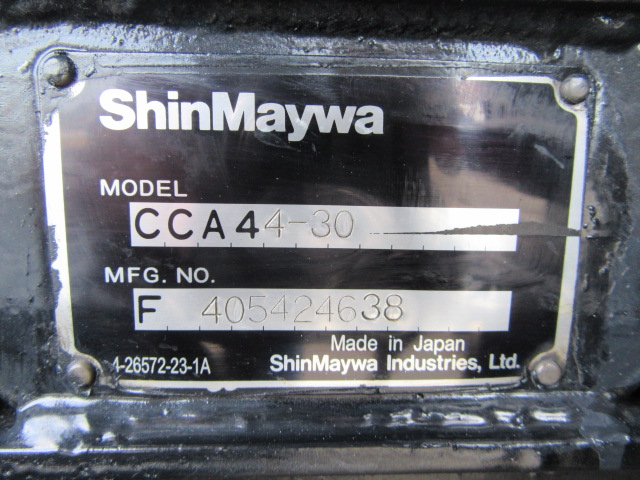 ShinMaywa
MODEL
CCA44-30
MFG. NO.
F 405424638
Made in Japan
4-26572-23-1A ShinMaywa Industries, Ltd.